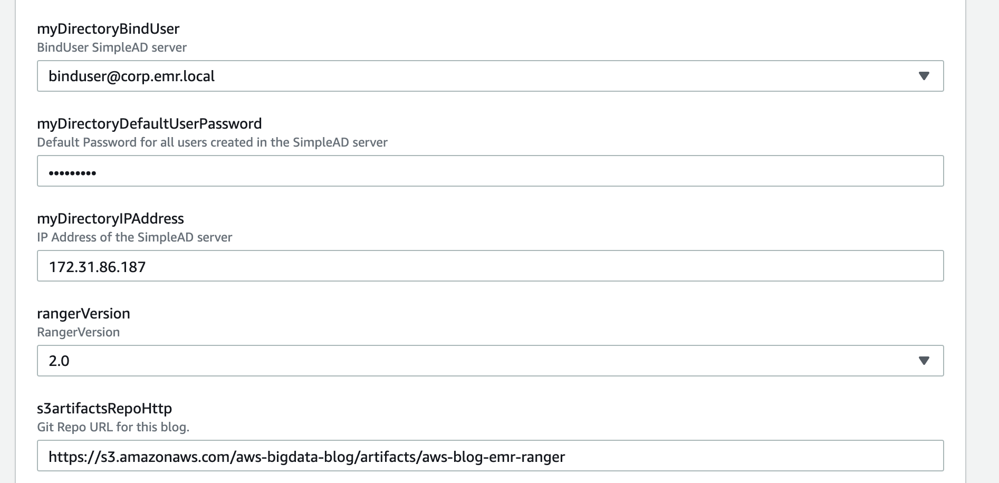 myDirectoryBindUser
BindUser SimpleAD server
binduser@corp.emr.local
myDirectoryDefaultUserPassword
Default Password for all users created in the SimpleAD server
•••••••••
myDirectoryIPAddress
IP Address of the SimpleAD server
172.31.86.187
rangerVersion
RangerVersion
2.0
s3artifactsRepoHttp
Git Repo URL for this blog.
https://s3.amazonaws.com/aws-bigdata-blog/artifacts/aws-blog-emr-ranger